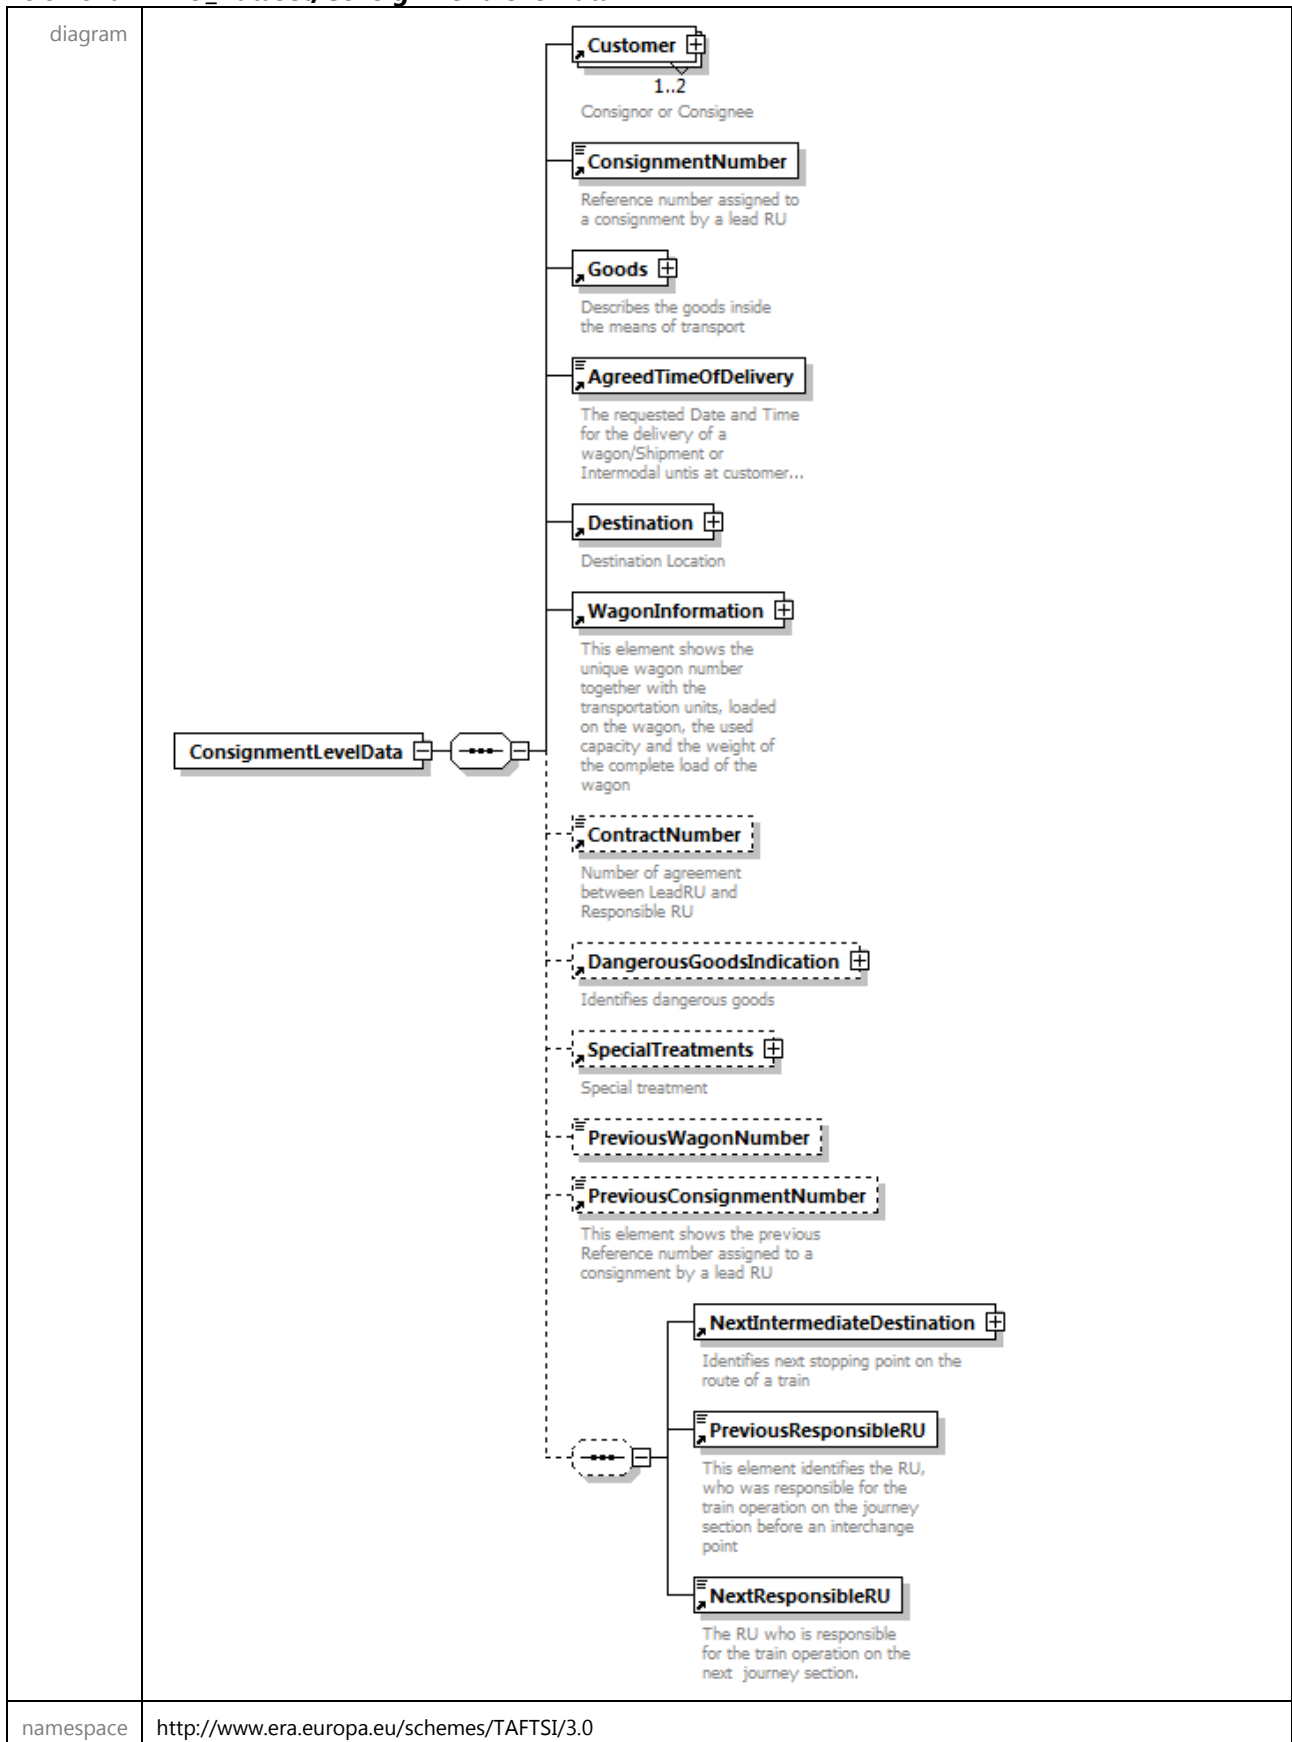 diagram
Customer
1..2
Consignor or Consignee
ConsignmentNumber
Reference number assigned to
a consignment by a lead RU
Goods
Describes the goods inside
the means of transport
AgreedTimeOfDelivery
The requested Date and Time
for the delivery of a
wagon/Shipment or
Intermodal untis at customer...
Destination
Destination Location
WagonInformation
This element shows the
unique wagon number
together with the
transportation units, loaded
on the wagon, the used
capacity and the weight of
the complete load of the
wagon
ConsignmentLevelData
ContractNumber
Number of agreement
between LeadRU and
Responsible RU
DangerousGoodsIndication
Identifies dangerous goods
SpecialTreatments
Special treatment
PreviousWagonNumber
PreviousConsignmentNumber
This element shows the previous
Reference number assigned to a
consignment by a lead RU
NextIntermediateDestination
Identifies next stopping point on the
route of a train
PreviousResponsibleRU
This element identifies the RU,
who was responsible for the
train operation on the journey
section before an interchange
point
NextResponsibleRU
The RU who is responsible
for the train operation on the
next journey section.
namespace
http://www.era.europa.eu/schemes/TAFTSI/3.0